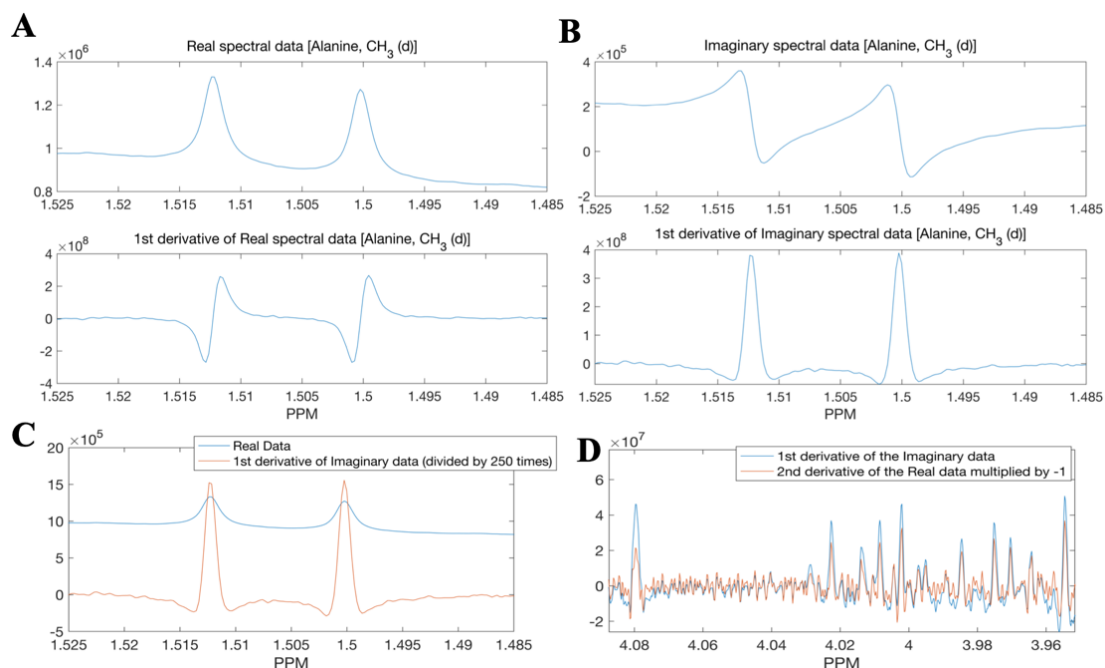 A
Real spectral data [Alanine, CH3 (d)]
×10^6
1.4
1.2
1
0.8
1.525 1.52 1.515 1.51 1.505 1.5 1.495 1.49 1.485
1st derivative of Real spectral data [Alanine, CH3 (d)]
×10^8
4
2
0
-2
-4
1.525 1.52 1.515 1.51 1.505 1.5 1.495 1.49 1.485
PPM
B
Imaginary spectral data [Alanine, CH3 (d)]
×10^5
4
2
0
-2
1.525 1.52 1.515 1.51 1.505 1.5 1.495 1.49 1.485
1st derivative of Imaginary spectral data [Alanine, CH3 (d)]
×10^8
4
3
2
1
0
1.525 1.52 1.515 1.51 1.505 1.5 1.495 1.49 1.485
PPM
C
×10^5
Real Data
1st derivative of Imaginary data (divided by 250 times)
20
15
10
5
0
-5
1.525 1.52 1.515 1.51 1.505 1.5 1.495 1.49 1.485
PPM
D
×10^7
1st derivative of the Imaginary data
2nd derivative of the Real data multiplied by -1
6
4
2
0
-2
4.08 4.06 4.04 4.02 4 3.98 3.96
PPM